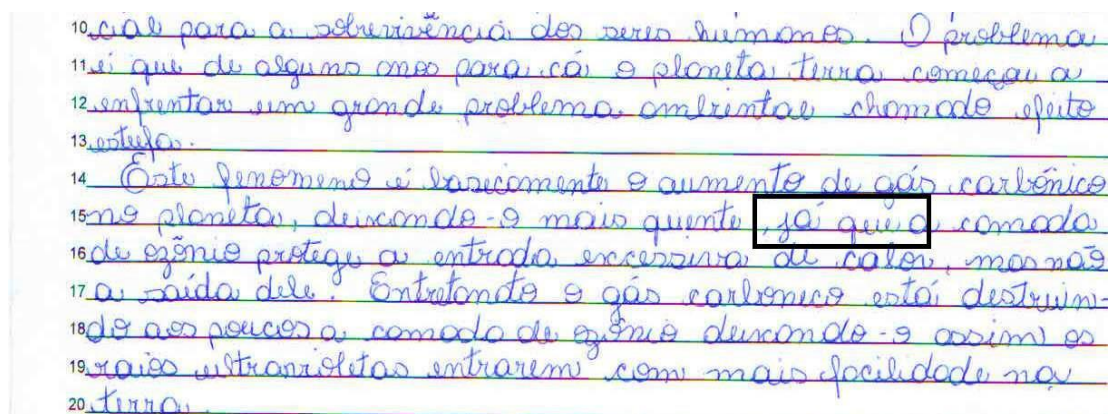 10 cial para a sobrevivência dos seres humanos. O problema
11 é que de alguns anos para cá o planeta terra começou a
12 enfrentar um grande problema ambiental chamado efeito
13 estufa.
14 Este fenomeno é basicamente o aumento de gás carbônico
15 no planeta, deixando-o mais quente, já que a camada
16 de ozônio protege a entrada excessiva de calor, mas não
17 a saída dele. Entretanto o gás carbonico está destruin-
18 do aos poucos a camada de ozônio deixando-o assim os
19 raios ultravioletas entrarem com mais facilidade na
20 terra.